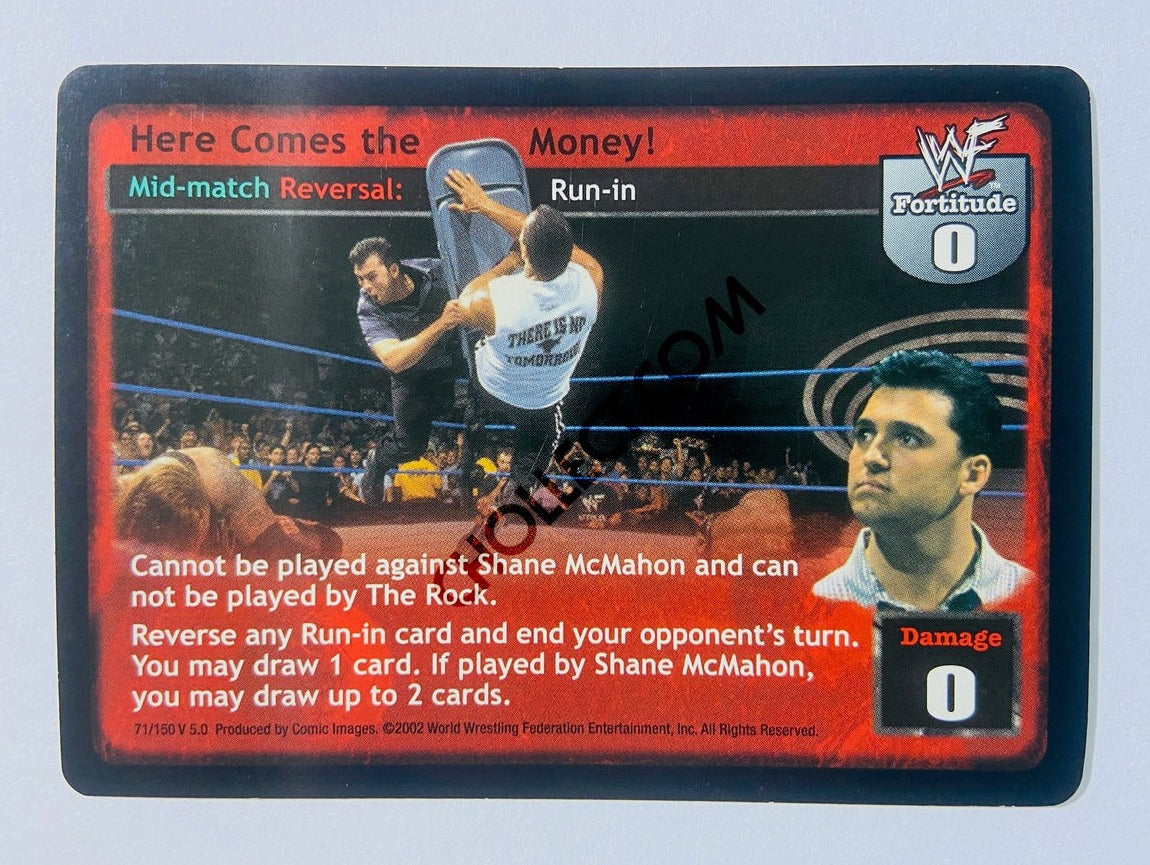 Here Comes the Money!
Mid-match Reversal: Run-in
WF
Fortitude
0
THERE IS NO
TOMORROW
CHOLLECT.COM
Cannot be played against Shane McMahon and can
not be played by The Rock.
Reverse any Run-in card and end your opponent's turn.
You may draw 1 card. If played by Shane McMahon,
you may draw up to 2 cards.
Damage
0
71/150 V 5.0 Produced by Comic Images. ©2002 World Wrestling Federation Entertainment, Inc. All Rights Reserved.